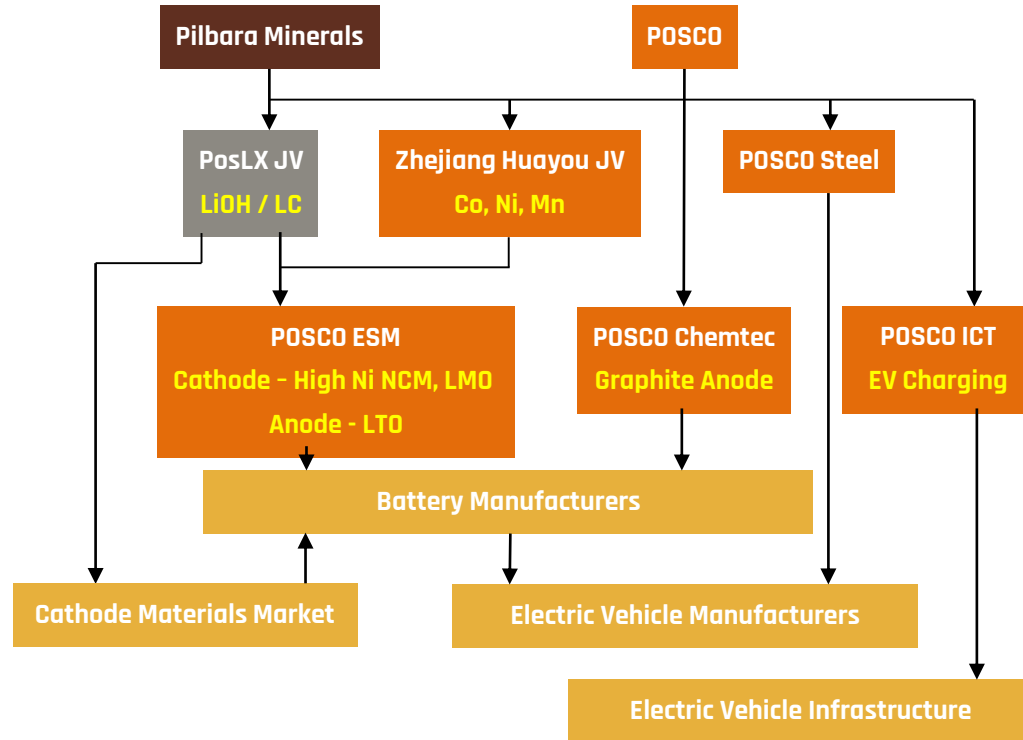 Pilbara Minerals
POSCO
PosLX JV
LiOH / LC
Zhejiang Huayou JV
Co, Ni, Mn
POSCO Steel
POSCO ESM
Cathode – High Ni NCM, LMO
Anode - LTO
POSCO Chemtec
Graphite Anode
POSCO ICT
EV Charging
Battery Manufacturers
Cathode Materials Market
Electric Vehicle Manufacturers
Electric Vehicle Infrastructure